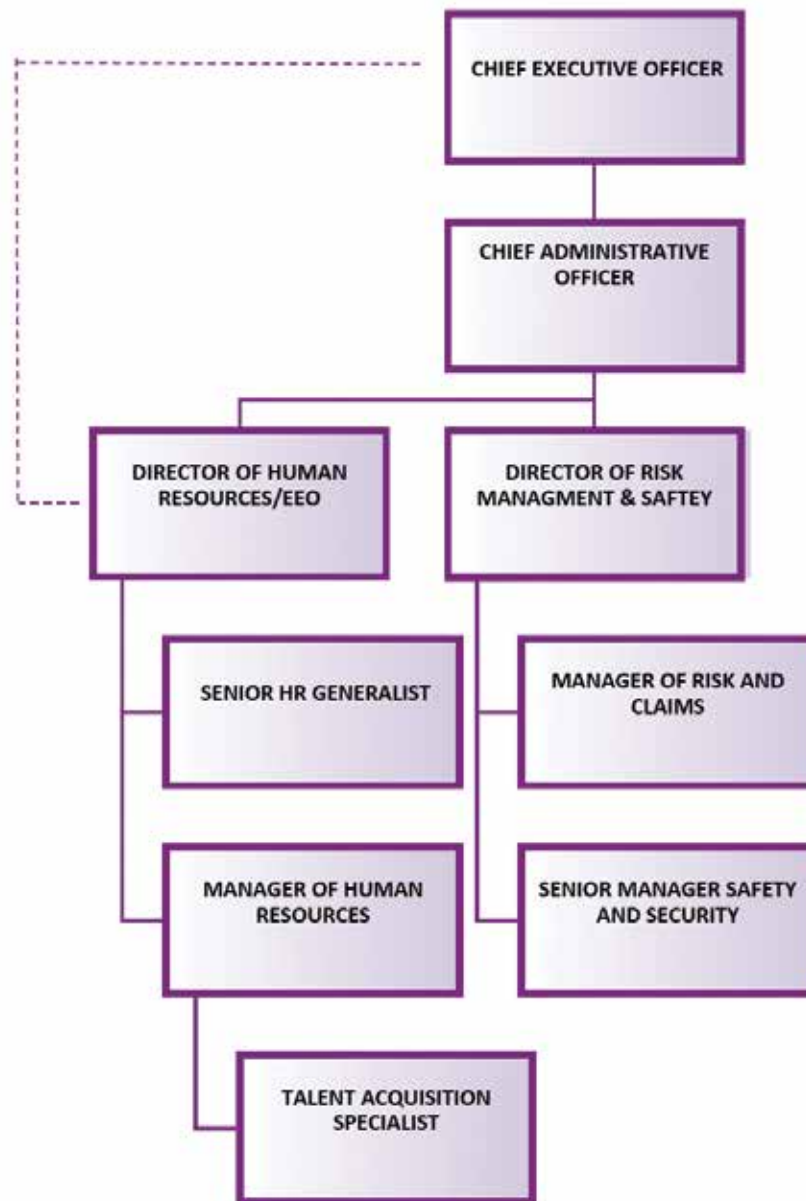 CHIEF EXECUTIVE OFFICER
CHIEF ADMINISTRATIVE
OFFICER
DIRECTOR OF HUMAN
RESOURCES/EEO
DIRECTOR OF RISK
MANAGMENT & SAFTEY
SENIOR HR GENERALIST
MANAGER OF RISK AND
CLAIMS
MANAGER OF HUMAN
RESOURCES
SENIOR MANAGER SAFETY
AND SECURITY
TALENT ACQUISITION
SPECIALIST